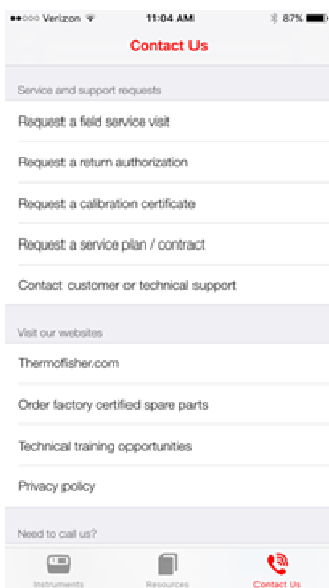 Verizon 11:04 AM 87%
Contact Us
Service and support requests
Request a field service visit
Request a return authorization
Request a calibration certificate
Request a service plan / contract
Contact customer or technical support
Visit our websites
Thermofisher.com
Order factory certified spare parts
Technical training opportunities
Privacy policy
Need to call us?
Instruments Resources Contact Us